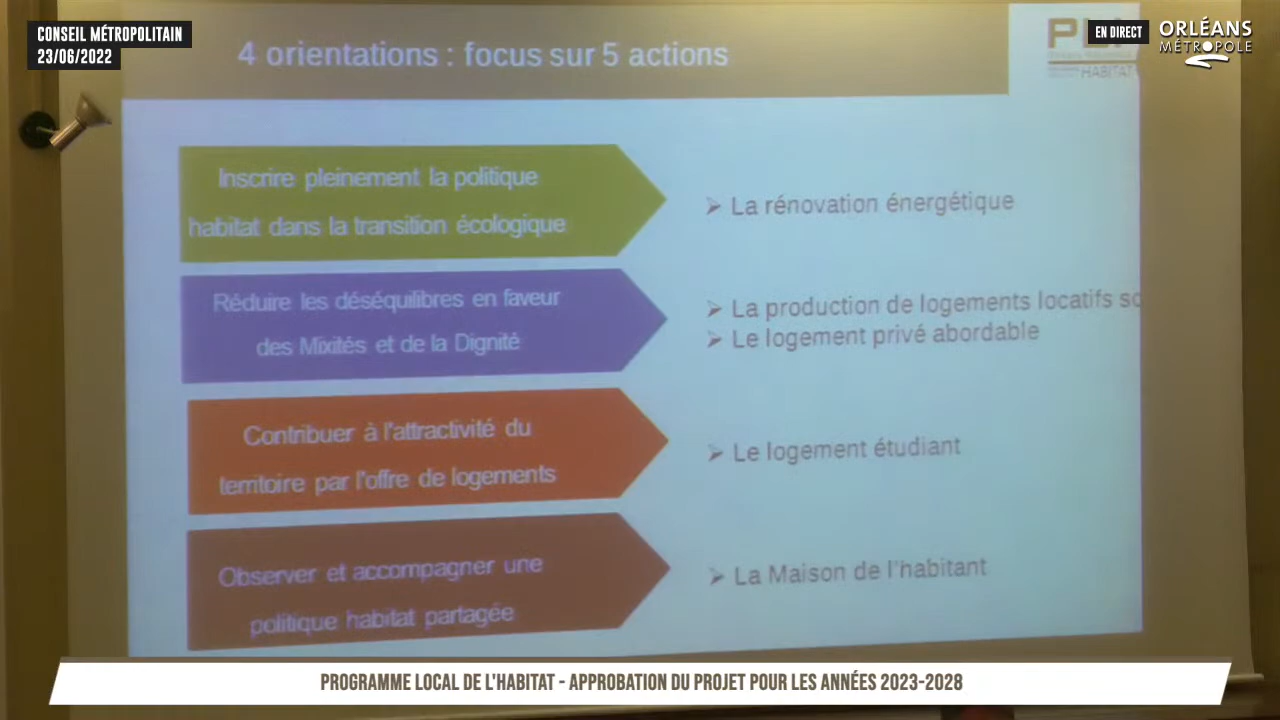 CONSEIL MÉTROPOLITAIN
23/06/2022
EN DIRECT
ORLÉANS
MÉTROPOLE
4 orientations : focus sur 5 actions
HABITAT
Inscrire pleinement la politique
habitat dans la transition écologique
➢ La rénovation énergétique
Réduire les déséquilibres en faveur
des Mixités et de la Dignité
➢ La production de logements locatifs so
➢ Le logement privé abordable
Contribuer à l'attractivité du
territoire par l'offre de logements
➢ Le logement étudiant
Observer et accompagner une
politique habitat partagée
➢ La Maison de l'habitant
PROGRAMME LOCAL DE L'HABITAT - APPROBATION DU PROJET POUR LES ANNÉES 2023-2028